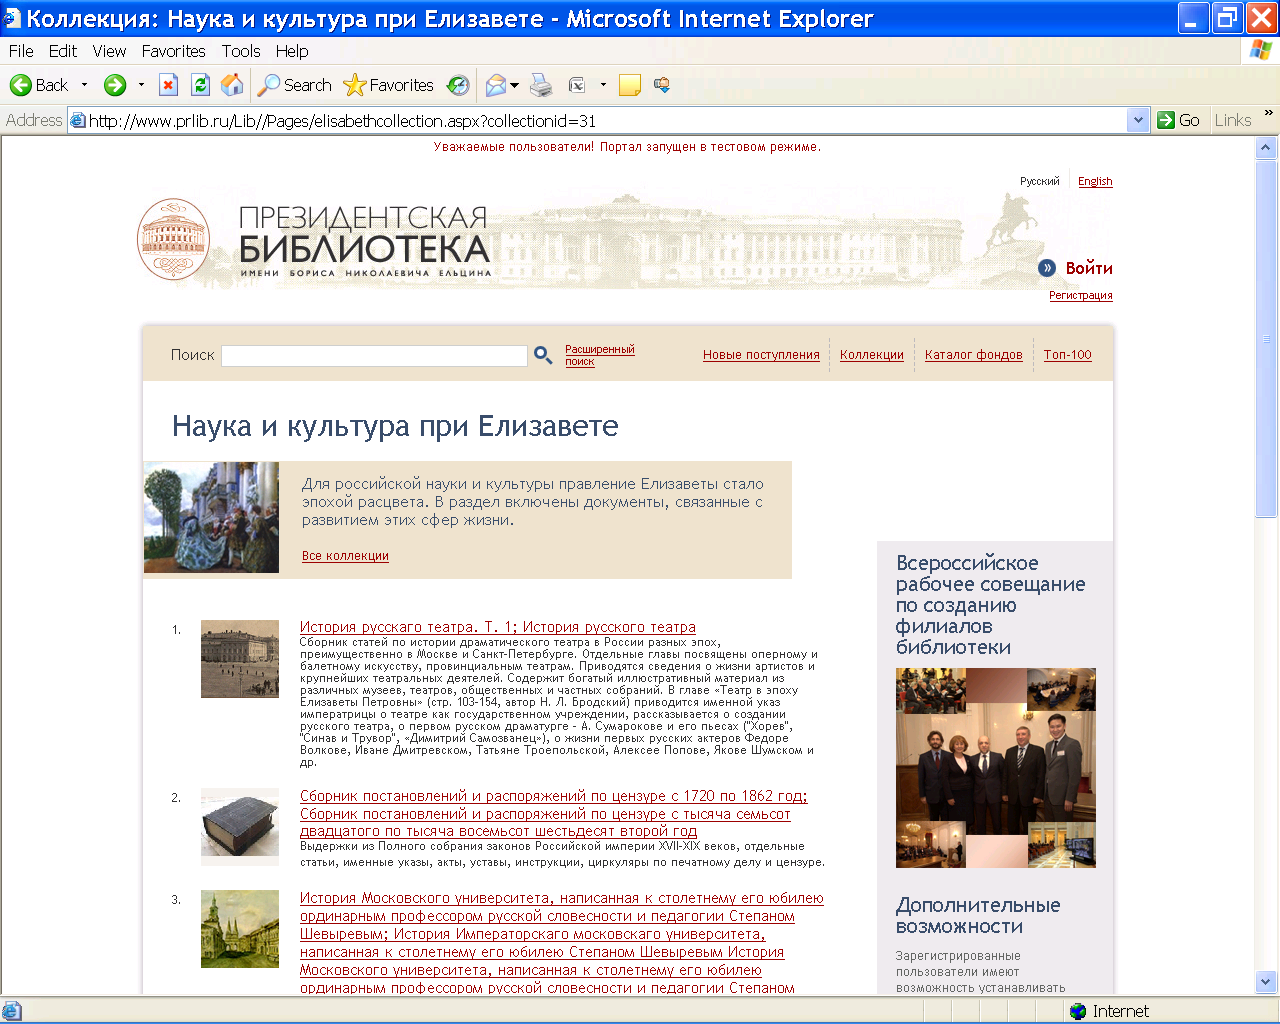 Коллекция: Наука и культура при Елизавете - Microsoft Internet Explorer
File Edit View Favorites Tools Help
Back Search Favorites
Address http://www.prlib.ru/Lib//Pages/elisabethcollection.aspx?collectionid=31 Go Links »
Уважаемые пользователи! Портал запущен в тестовом режиме.
Русский English
ПРЕЗИДЕНТСКАЯ
БИБЛИОТЕКА
ИМЕНИ БОРИСА НИКОЛАЕВИЧА ЕЛЬЦИНА
Войти
Регистрация
Поиск
Расширенный
поиск
Новые поступления Коллекции Каталог фондов Топ-100
Наука и культура при Елизавете
Для российской науки и культуры правление Елизаветы стало
эпохой расцвета. В раздел включены документы, связанные с
развитием этих сфер жизни.
Все коллекции
1.
История русскаго театра. Т. 1; История русского театра
Сборник статей по истории драматического театра в России разных эпох,
преимущественно в Москве и Санкт-Петербурге. Отдельные главы посвящены оперному и
балетному искусству, провинциальным театрам. Приводятся сведения о жизни артистов и
крупнейших театральных деятелей. Содержит богатый иллюстративный материал из
различных музеев, театров, общественных и частных собраний. В главе «Театр в эпоху
Елизаветы Петровны» (стр. 103-154, автор Н. Л. Бродский) приводится именной указ
императрицы о театре как государственном учреждении, рассказывается о создании
русского театра, о первом русском драматурге - А. Сумарокове и его пьесах ("Хорев",
"Синав и Трувор", «Димитрий Самозванец»), о жизни первых русских актеров Федоре
Волкове, Иване Дмитревском, Татьяне Троепольской, Алексее Попове, Якове Шумском и
др.
2.
Сборник постановлений и распоряжений по цензуре с 1720 по 1862 год;
Сборник постановлений и распоряжений по цензуре с тысяча семьсот
двадцатого по тысяча восемьсот шестьдесят второй год
Выдержки из Полного собрания законов Российской империи XVII-XIX веков, отдельные
статьи, именные указы, акты, уставы, инструкции, циркуляры по печатному делу и цензуре.
3.
История Московского университета, написанная к столетнему его юбилею
ординарным профессором русской словесности и педагогии Степаном
Шевыревым; История Императорскаго московскаго университета,
написанная к столетнему его юбилею Степаном Шевыревым История
Московского университета, написанная к столетнему его юбилею
ординарным профессором русской словесности и педагогии Степаном
Всероссийское
рабочее совещание
по созданию
филиалов
библиотеки
Дополнительные
возможности
Зарегистрированные
пользователи имеют
возможность устанавливать
Internet